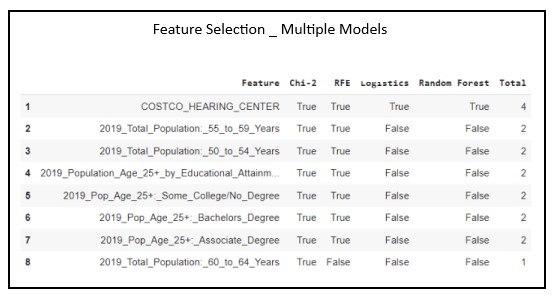 Feature Selection _ Multiple Models
Feature Chi-2 RFE Logistics Random Forest Total
1 COSTCO_HEARING_CENTER True True True True 4
2 2019_Total_Population:_55_to_59_Years True True False False 2
3 2019_Total_Population:_50_to_54_Years True True False False 2
4 2019_Population_Age_25+_by_Educational_Attainm... True True False False 2
5 2019_Pop_Age_25+:_Some_College/No_Degree True True False False 2
6 2019_Pop_Age_25+:_Bachelors_Degree True True False False 2
7 2019_Pop_Age_25+:_Associate_Degree True True False False 2
8 2019_Total_Population:_60_to_64_Years True False False False 1